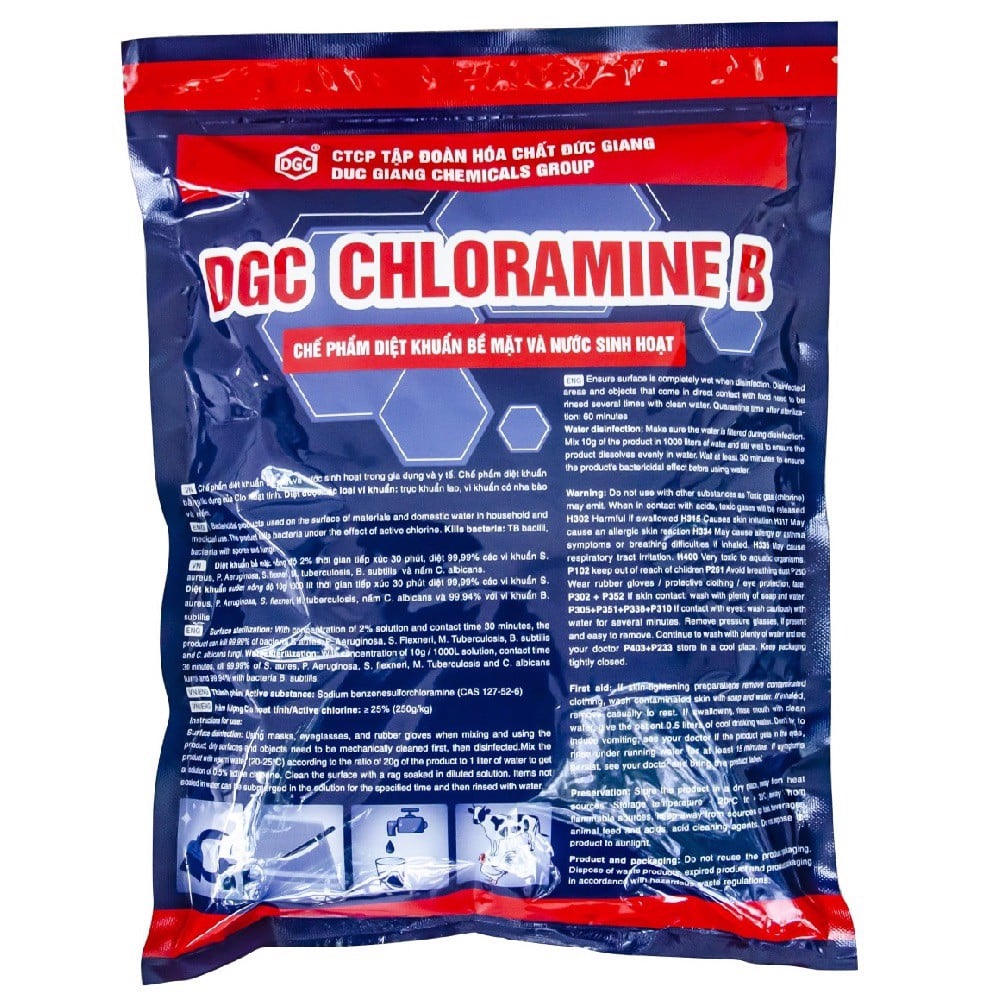 DGC ®
CTCP TẬP ĐOÀN HÓA CHẤT ĐỨC GIANG
DUC GIANG CHEMICALS GROUP
DGC CHLORAMINE B
CHẾ PHẨM DIỆT KHUẨN BỀ MẶT VÀ NƯỚC SINH HOẠT
VN Chế phẩm diệt khuẩn và nước sinh hoạt trong gia dụng và y tế. Chế phẩm diệt khuẩn
tác dụng của Clo hoạt tính. Diệt được các loại vi khuẩn: trực khuẩn lao, vi khuẩn có nha bào
ENG Bactericidal products used on the surface of materials and domestic water in household and
medical use. The product kills bacteria under the effect of active chlorine. Kills bacteria: TB bacilli,
bacteria with spores and fungi.
VN Diệt khuẩn bề mặt: nồng độ 2% thời gian tiếp xúc 30 phút, diệt 99,99% các vi khuẩn S.
aureus, P. Aeruginosa, S. flexneri, M. tuberculosis, B. subtilis và nấm C. albicans.
Diệt khuẩn nước: nồng độ 10g/1000 lít thời gian tiếp xúc 30 phút diệt 99,99% các vi khuẩn S.
aureus, P. Aeruginosa, S. flexneri, M. tuberculosis, nấm C. albicans và 99.94% với vi khuẩn B.
subtilis
ENG Surface sterilization: With concentration of 2% solution and contact time 30 minutes, the
product can kill 99.99% of bacteria S. aures, P. Aeruginosa, S. Flexneri, M. Tuberculosis, B. subtilis
and C. albicans fungi. Water sterilization: With concentration of 10g / 1000L solution, contact time
30 minutes, kill 99.99% of S. aures, P. Aeruginosa, S. flexneri, M. Tuberculosis and C. albicans
fungi and 99.94% with bacteria B. subtilis.
VN/ENG Thành phần Active substance: Sodium benzenesulfochloramine (CAS 127-52-6)
VN/ENG Hàm lượng Clo hoạt tính/Active chlorine: ≥ 25% (250g/kg)
Instructions for use:
Surface disinfection: Using masks, eyeglasses, and rubber gloves when mixing and using the
product, dirty surfaces and objects need to be mechanically cleaned first, then disinfected. Mix the
product with warm water (20-25°C) according to the ratio of 20g of the product to 1 liter of water to get
a solution of 0.5% active chlorine. Clean the surface with a rag soaked in diluted solution. Items not
soaked in water can be submerged in the solution for the specified time and then rinsed with water.
ENG Ensure surface is completely wet when disinfection. Disinfected
areas and objects that come in direct contact with food need to be
rinsed several times with clean water. Quarantine time after steriliza-
tion: 60 minutes
Water disinfection: Make sure the water is filtered during disinfection.
Mix 10g of the product in 1000 liters of water and stir well to ensure the
product dissolves evenly in water. Wait at least 30 minutes to ensure
the product's bactericidal effect before using water.
Warning: Do not use with other substances as Toxic gas (chlorine)
may emit. When in contact with acids, toxic gases will be released
H302 Harmful if swallowed H315 Causes skin irritation H317 May
cause an allergic skin reaction H334 May cause allergy or asthma
symptoms or breathing difficulties if inhaled. H335 May cause
respiratory tract irritation. H400 Very toxic to aquatic organisms.
P102 keep out of reach of children P261 Avoid breathing dust P280
Wear rubber gloves / protective clothing / eye protection, face
P302 + P352 If skin contact: wash with plenty of soap and water
P305+P351+P338+P310 If contact with eyes: wash cautiously with
water for several minutes. Remove pressure glasses, if present
and easy to remove. Continue to wash with plenty of water and see
your doctor P403+P233 store in a cool place. Keep packaging
tightly closed.
First aid: If skin-tightening preparations remove contaminated
clothing, wash contaminated skin with soap and water. If inhaled,
remove casualty to rest. If swallowing, rinse mouth with clean
water, give the patient 0.5 liters of cool drinking water. Don't try to
induce vomiting, see your doctor. If the product gets in the eyes,
rinse under running water for at least 15 minutes. If symptoms
persist, see your doctor and bring the product label.
Preservation: Store the product in a dry place, away from heat
sources. Storage temperature 20°C to away from
flammable sources, keep away from sources of food, beverages,
animal feed and acids, acid cleaning agents. Do not expose the
product to sunlight.
Product and packaging: Do not reuse the product packaging.
Dispose of waste products, expired product and product packaging
in accordance with hazardous waste regulations.